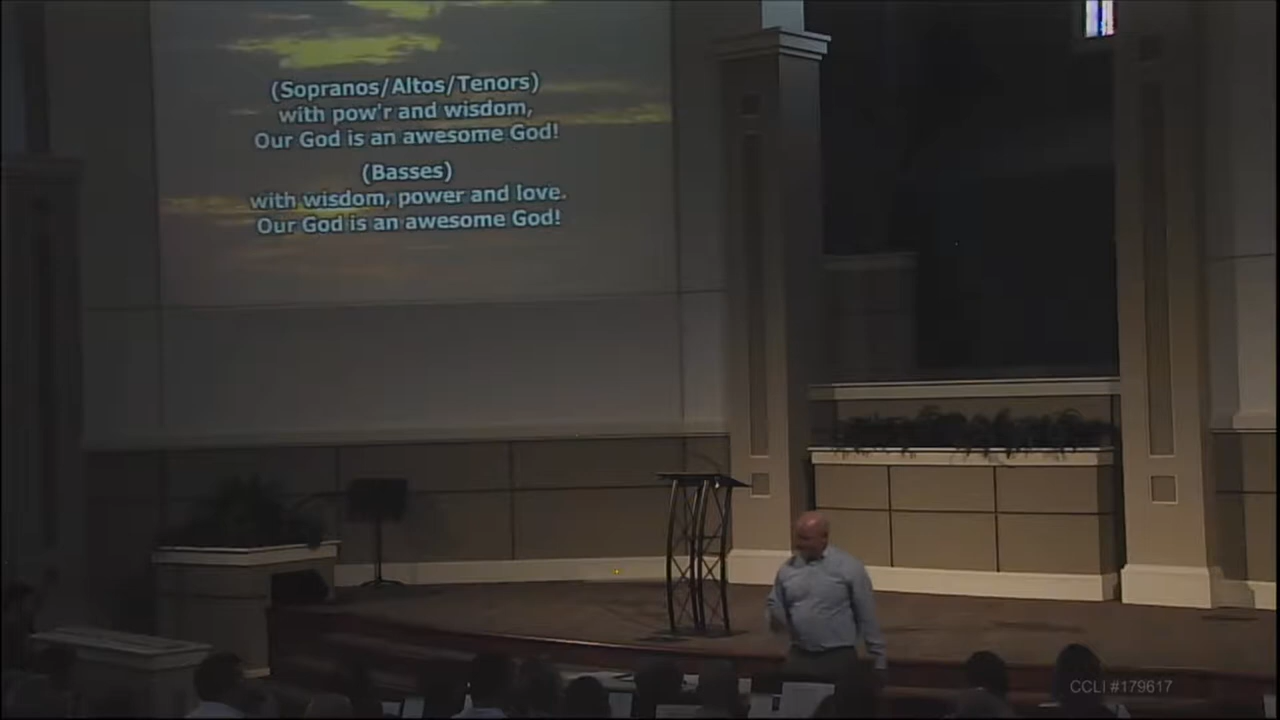 (Sopranos/Altos/Tenors)
with pow'r and wisdom,
Our God is an awesome God!
(Basses)
with wisdom, power and love.
Our God is an awesome God!
CCLI #179617